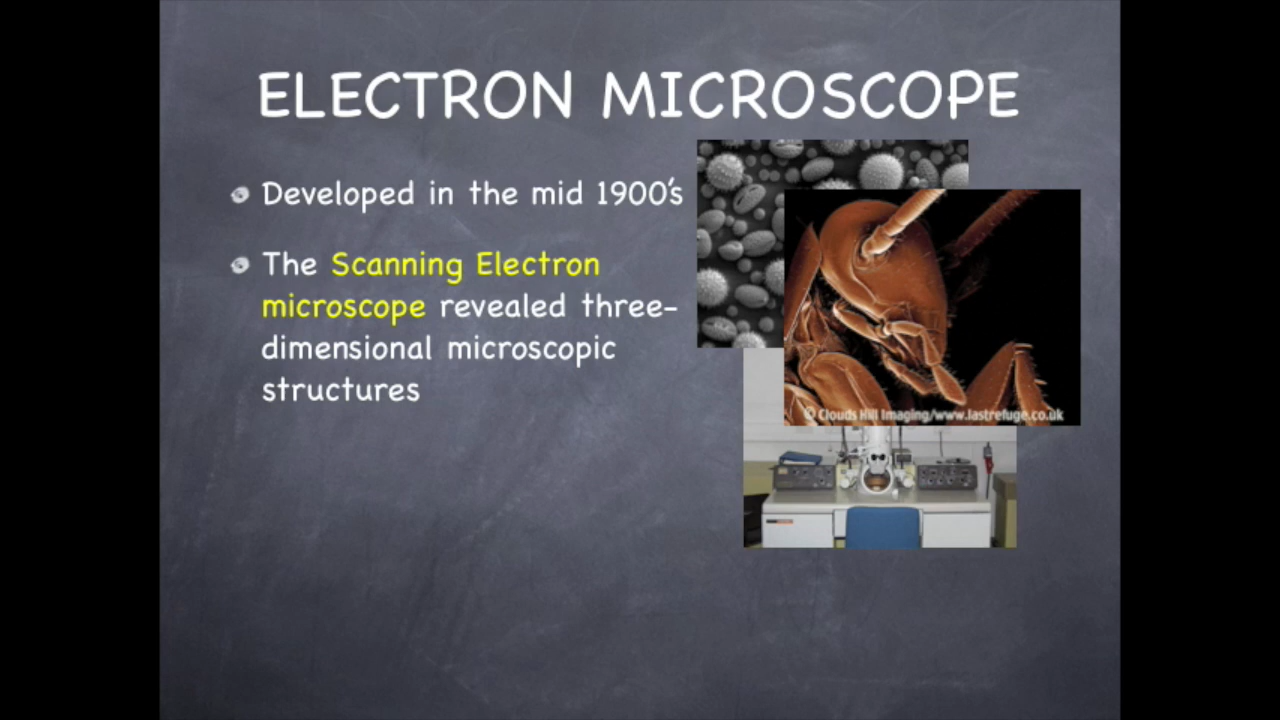 ELECTRON MICROSCOPE
Developed in the mid 1900's
The Scanning Electron
microscope revealed three-
dimensional microscopic
structures
© Clouds Hill Imaging/www.lastrefuge.co.uk